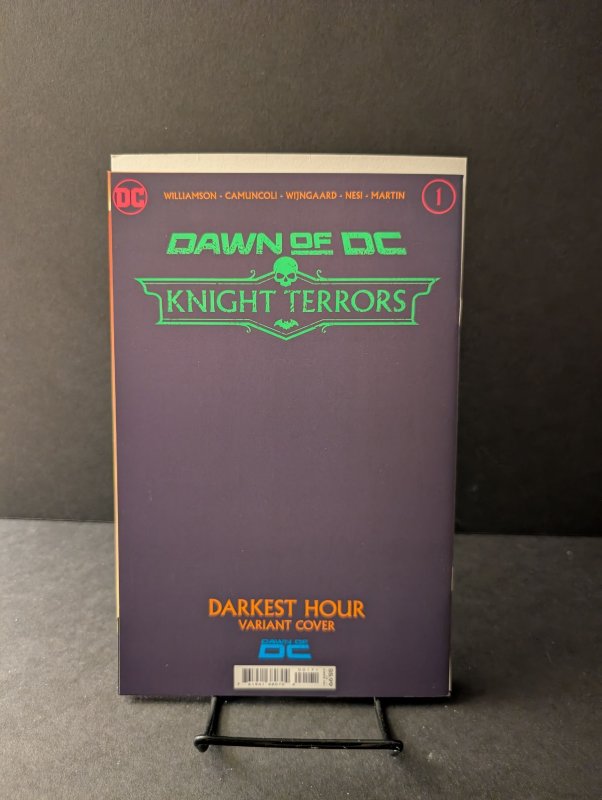 DC
WILLIAMSON • CAMUNCOLI • WIJNGAARD • NESI • MARTIN
1
DAWN OF DC
KNIGHT TERRORS
DARKEST HOUR
VARIANT COVER
DAWN OF
DC